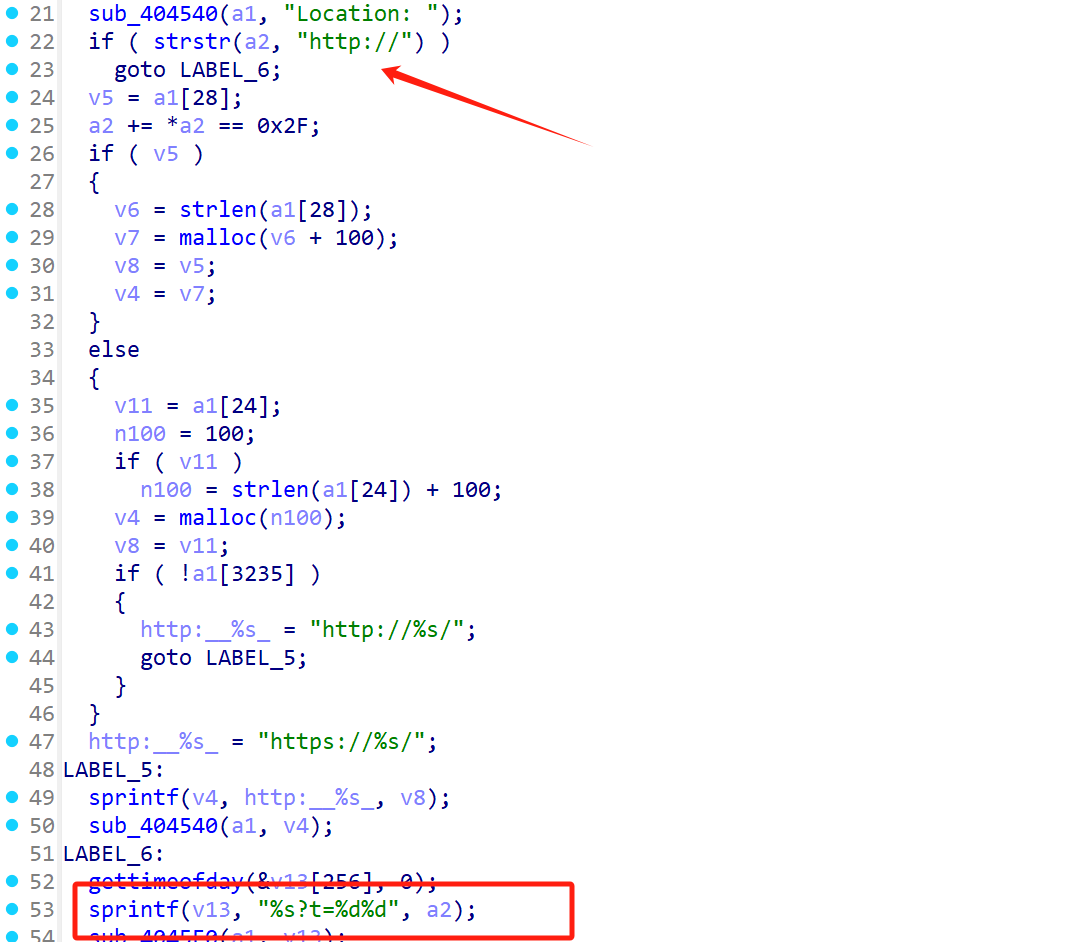 21 sub_404540(a1, "Location: ");
22 if ( strstr(a2, "http://") )
23 goto LABEL_6;
24 v5 = a1[28];
25 a2 += *a2 == 0x2F;
26 if ( v5 )
27 {
28 v6 = strlen(a1[28]);
29 v7 = malloc(v6 + 100);
30 v8 = v5;
31 v4 = v7;
32 }
33 else
34 {
35 v11 = a1[24];
36 n100 = 100;
37 if ( v11 )
38 n100 = strlen(a1[24]) + 100;
39 v4 = malloc(n100);
40 v8 = v11;
41 if ( !a1[3235] )
42 {
43 http:__%s_ = "http://%s/";
44 goto LABEL_5;
45 }
46 }
47 http:__%s_ = "https://%s/";
48 LABEL_5:
49 sprintf(v4, http:__%s_, v8);
50 sub_404540(a1, v4);
51 LABEL_6:
52 gettimeofday(&v13[256], 0);
53 sprintf(v13, "%s?t=%d%d", a2);
54 (a1, v13);